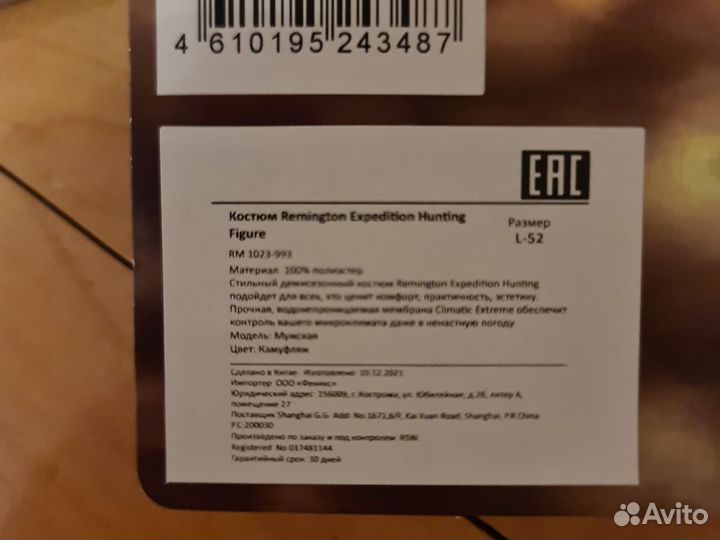 4 610195 243487
EAC
Костюм Remington Expedition Hunting
Figure
Размер
L-52
RM 1023-993
Материал 100% полиэстер
Стильный демисезонный костюм Remington Expedition Hunting
подойдет для всех, кто ценит комфорт, практичность, эстетику.
Прочная, водонепроницаемая мембрана Climatic Extreme обеспечит
контроль вашего микроклимата даже в ненастную погоду.
Модель: Мужская
Цвет: Камуфляж
Сделано в Китае. Изготовлено 10.12.2021
Импортер ООО «Феникс»
Юридический адрес: 156009, г. Кострома, ул. Юбилейная, д.28, литер А,
помещение 27
Поставщик Shanghai G.G. Add: No.1671,6/F, Kai Xuan Road, Shanghai, P.R.China
P.C:200030
Произведено по заказу и под контролем RSW.
Registered No 017481144
Гарантийный срок 30 дней
Avito